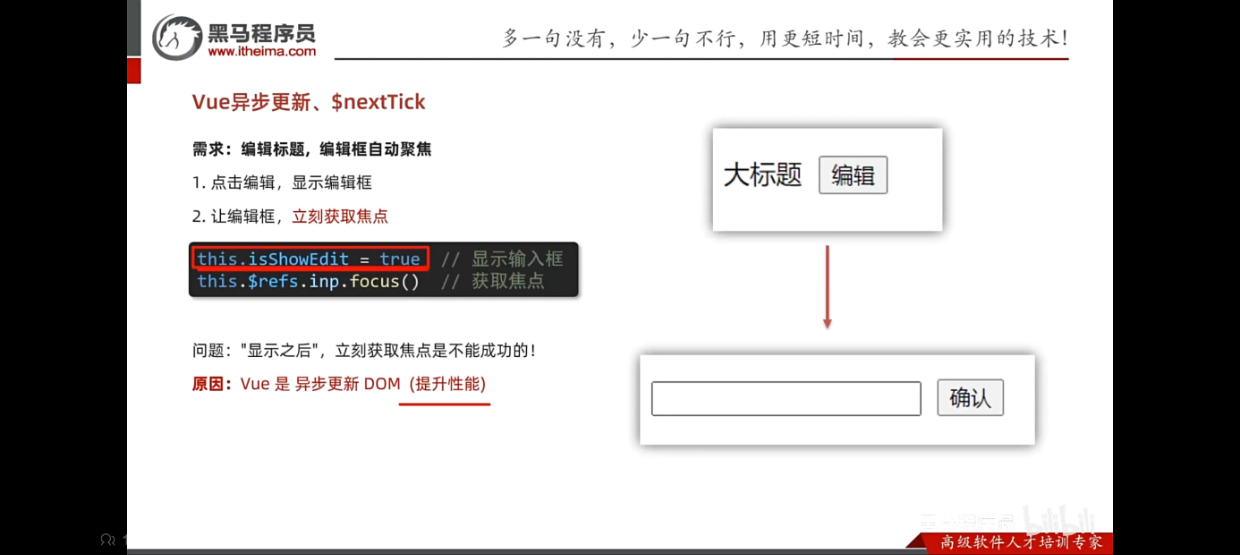 黑马程序员
www.itheima.com
多一句没有，少一句不行，用更短时间，教会更实用的技术！
Vue异步更新、$nextTick
需求：编辑标题，编辑框自动聚焦
1. 点击编辑，显示编辑框
2. 让编辑框，立刻获取焦点
this.isShowEdit = true // 显示输入框
this.$refs.inp.focus() // 获取焦点
问题："显示之后"，立刻获取焦点是不能成功的！
原因：Vue 是 异步更新 DOM (提升性能)
大标题 编辑
确认
bilibili
高级软件人才培训专家